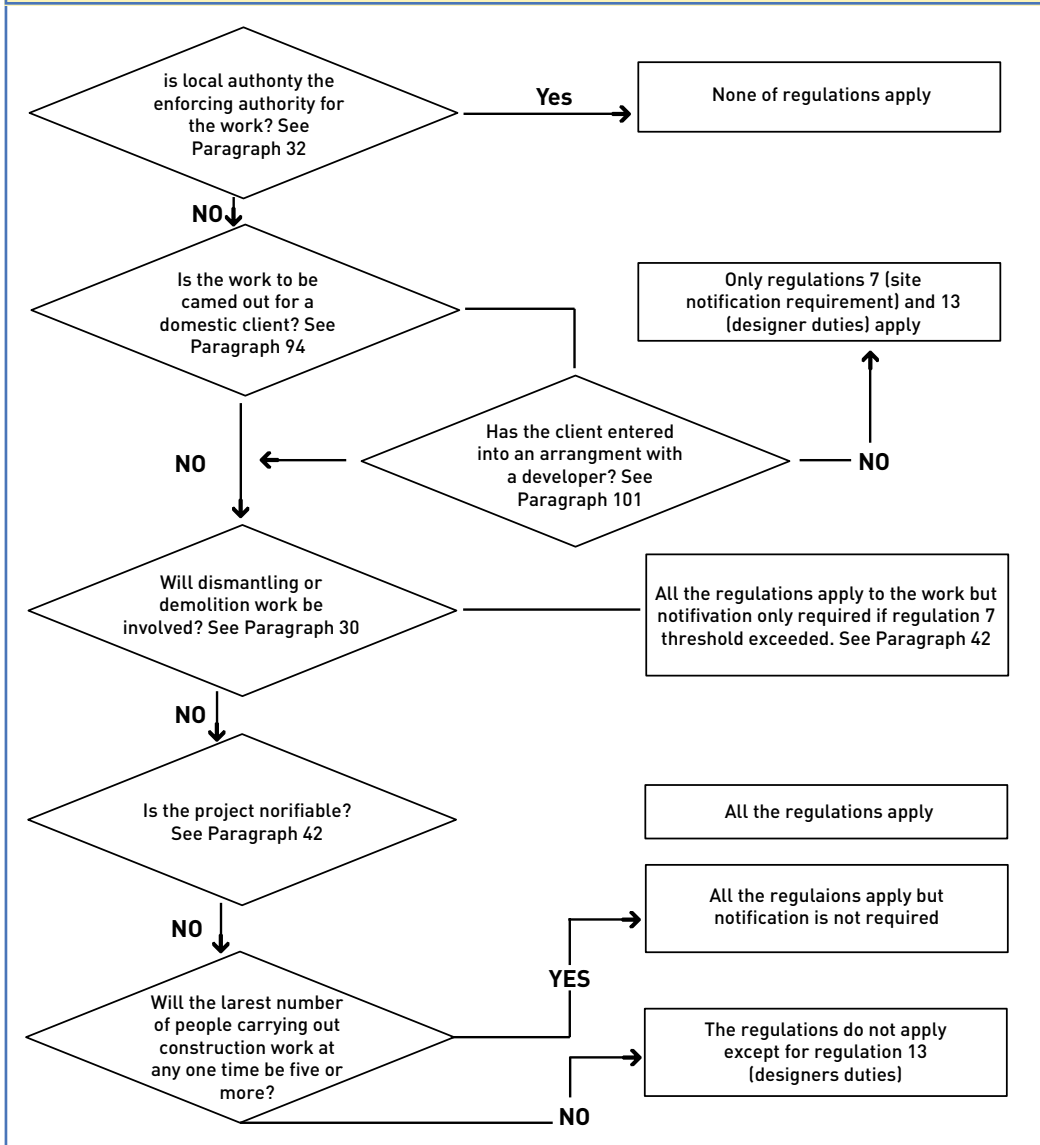 is local authonty the
enforcing authority for
the work? See
Paragraph 32
Yes
None of regulations apply
NO
Is the work to be
camed out for a
domestic client? See
Paragraph 94
Only regulations 7 (site
notification requirement) and 13
(designer duties) apply
NO
Has the client entered
into an arrangment with
a developer? See
Paragraph 101
NO
Will dismantling or
demolition work be
involved? See Paragraph 30
All the regulations apply to the work but
notifivation only required if regulation 7
threshold exceeded. See Paragraph 42
NO
Is the project norifiable?
See Paragraph 42
All the regulations apply
NO
All the regulaions apply but
notification is not required
YES
Will the larest number
of people carrying out
construction work at
any one time be five or
more?
The regulations do not apply
except for regulation 13
(designers duties)
NO